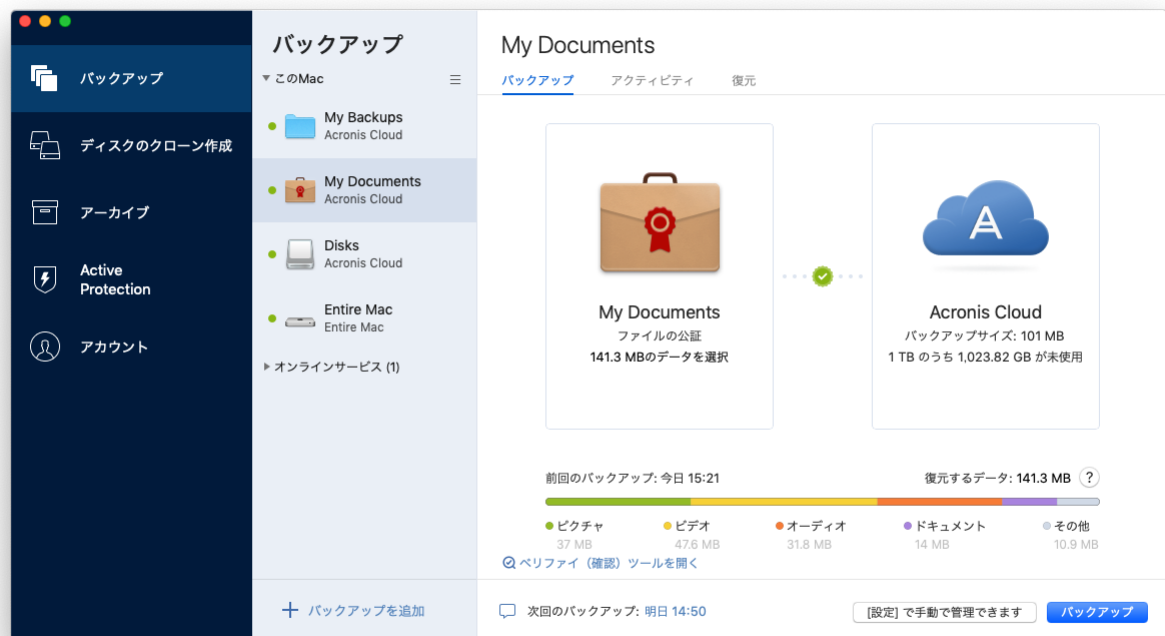 バックアップ
ディスクのクローン作成
アーカイブ
Active
Protection
アカウント
バックアップ
このMac
My Backups
Acronis Cloud
My Documents
Acronis Cloud
Disks
Acronis Cloud
Entire Mac
Entire Mac
オンラインサービス (1)
バックアップを追加
My Documents
バックアップ アクティビティ 復元
My Documents
ファイルの公証
141.3 MBのデータを選択
Acronis Cloud
バックアップサイズ: 101 MB
1 TB のうち 1,023.82 GB が未使用
前回のバックアップ: 今日 15:21 復元するデータ: 141.3 MB ?
ピクチャ ビデオ オーディオ ドキュメント その他
37 MB 47.6 MB 31.8 MB 14 MB 10.9 MB
ベリファイ（確認）ツールを開く
次回のバックアップ: 明日 14:50 [設定] で手動で管理できます バックアップ